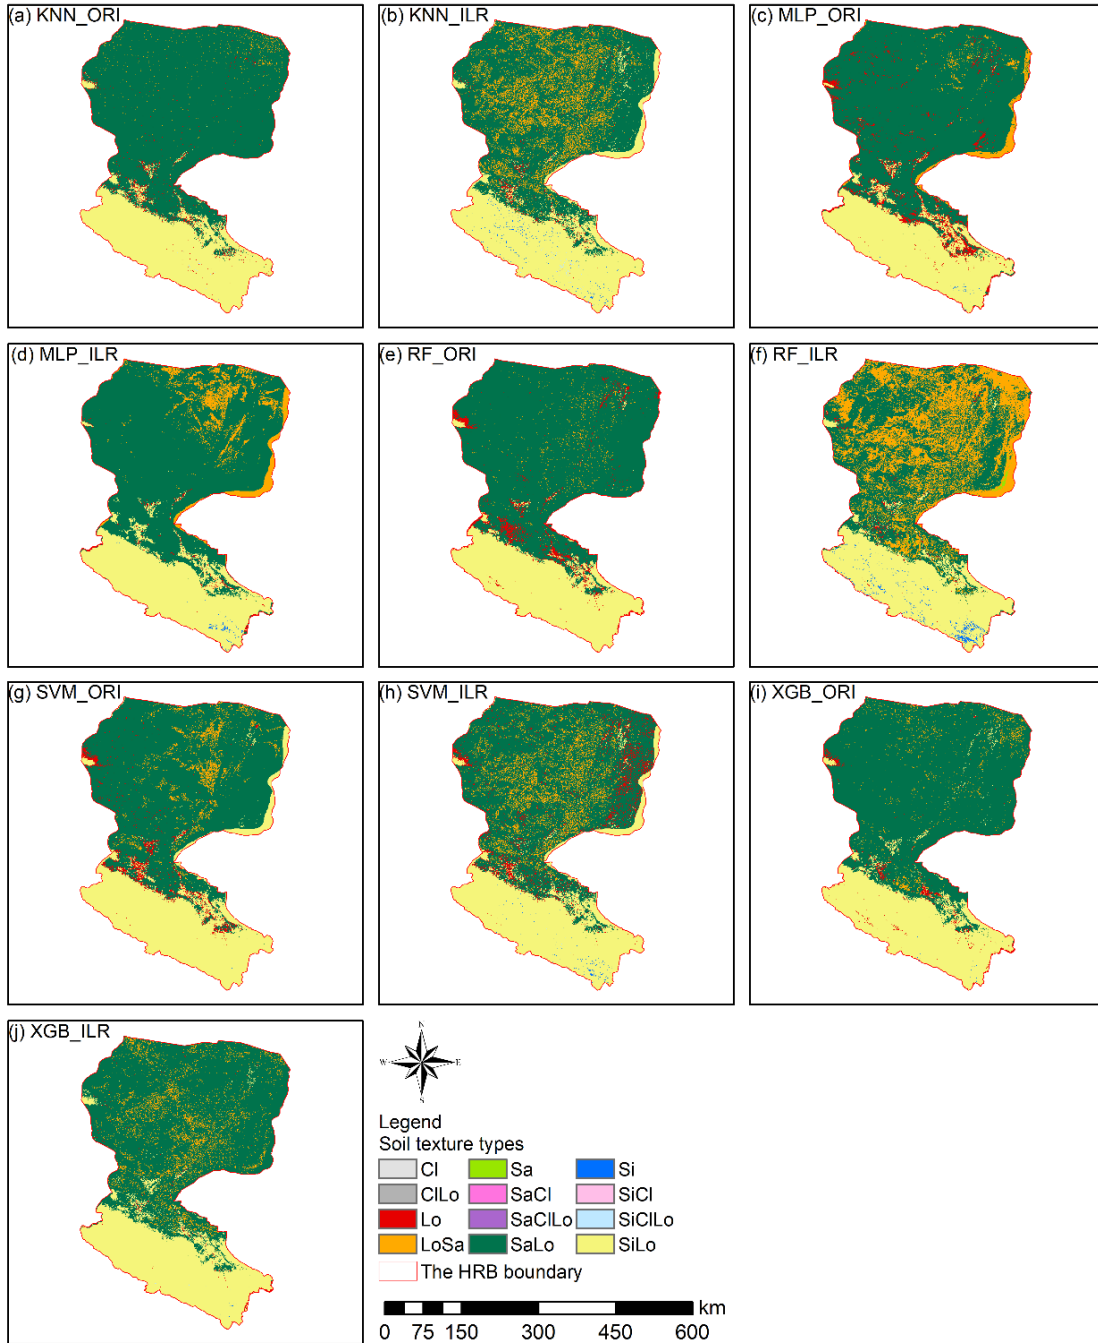 (a) KNN_ORI
(b) KNN_ILR
(c) MLP_ORI
(d) MLP_ILR
(e) RF_ORI
(f) RF_ILR
(g) SVM_ORI
(h) SVM_ILR
(i) XGB_ORI
(j) XGB_ILR
N
W E
S
Legend
Soil texture types
Cl Sa Si
ClLo SaCl SiCl
Lo SaClLo SiClLo
LoSa SaLo SiLo
The HRB boundary
km
0 75 150 300 450 600